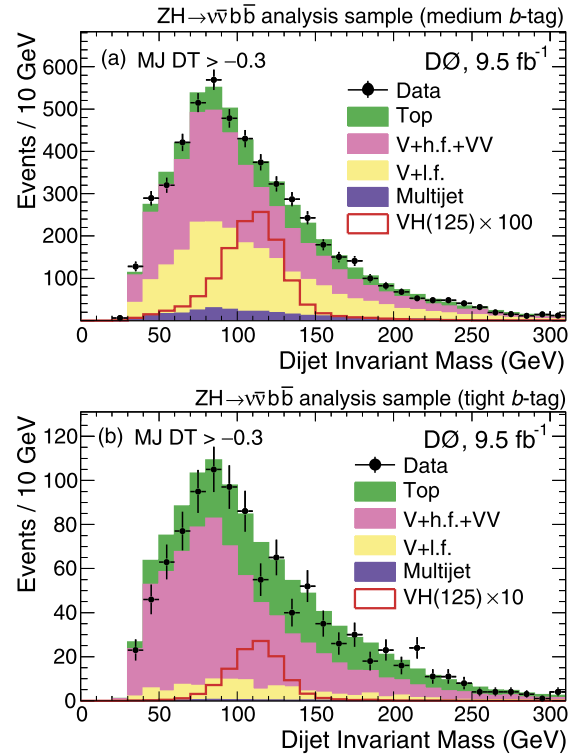 ZH→νν̄bb̄ analysis sample (medium b-tag)
(a) MJ DT > −0.3
DØ, 9.5 fb⁻¹
Data
Top
V+h.f.+VV
V+l.f.
Multijet
VH(125) × 100
Events / 10 GeV
600
500
400
300
200
100
0 50 100 150 200 250 300
Dijet Invariant Mass (GeV)
ZH→νν̄bb̄ analysis sample (tight b-tag)
(b) MJ DT > −0.3
DØ, 9.5 fb⁻¹
Data
Top
V+h.f.+VV
V+l.f.
Multijet
VH(125) ×10
Events / 10 GeV
120
100
80
60
40
20
0
0 50 100 150 200 250 300
Dijet Invariant Mass (GeV)